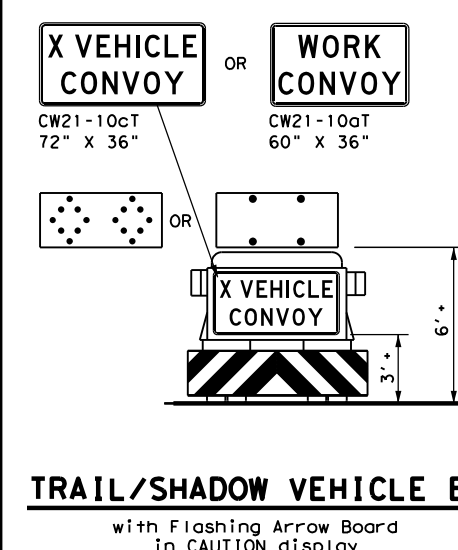 X VEHICLE
CONVOY
OR
WORK
CONVOY
CW21-10cT
72" X 36"
CW21-10aT
60" X 36"
OR
X VEHICLE
CONVOY
6'+
3'+
TRAIL/SHADOW VEHICLE B
with Flashing Arrow Board
in CAUTION display